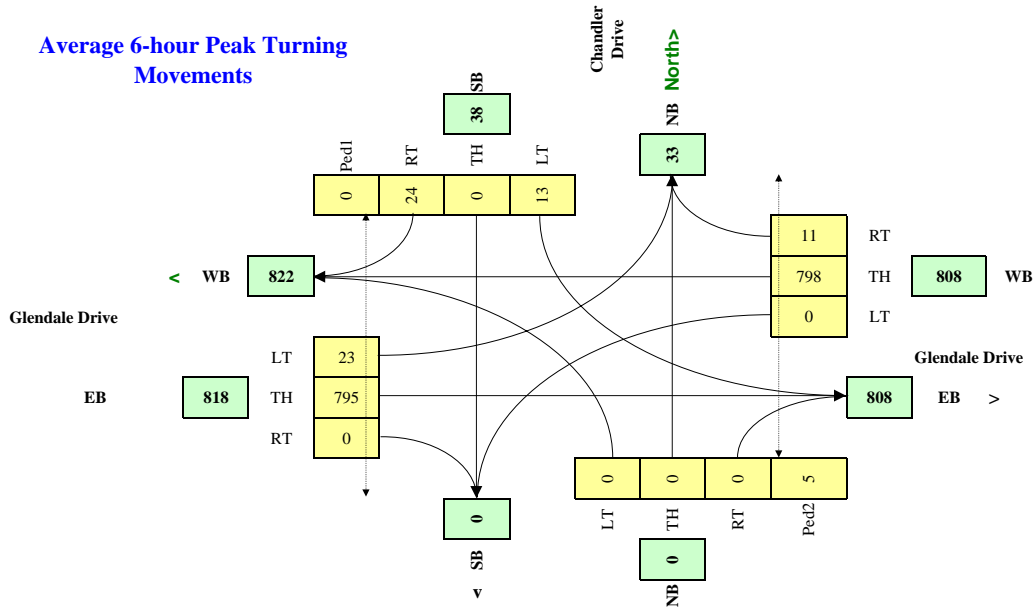 Average 6-hour Peak Turning
Movements
Chandler
Drive
North>
SB
38
NB
33
Ped1
RT
TH
LT
0
24
0
13
11
RT
< WB
822
798
TH
808
WB
0
LT
Glendale Drive
LT
23
Glendale Drive
EB
818
TH
795
808
EB >
RT
0
0
0
0
5
LT
TH
RT
Ped2
0
SB
v
0
NB